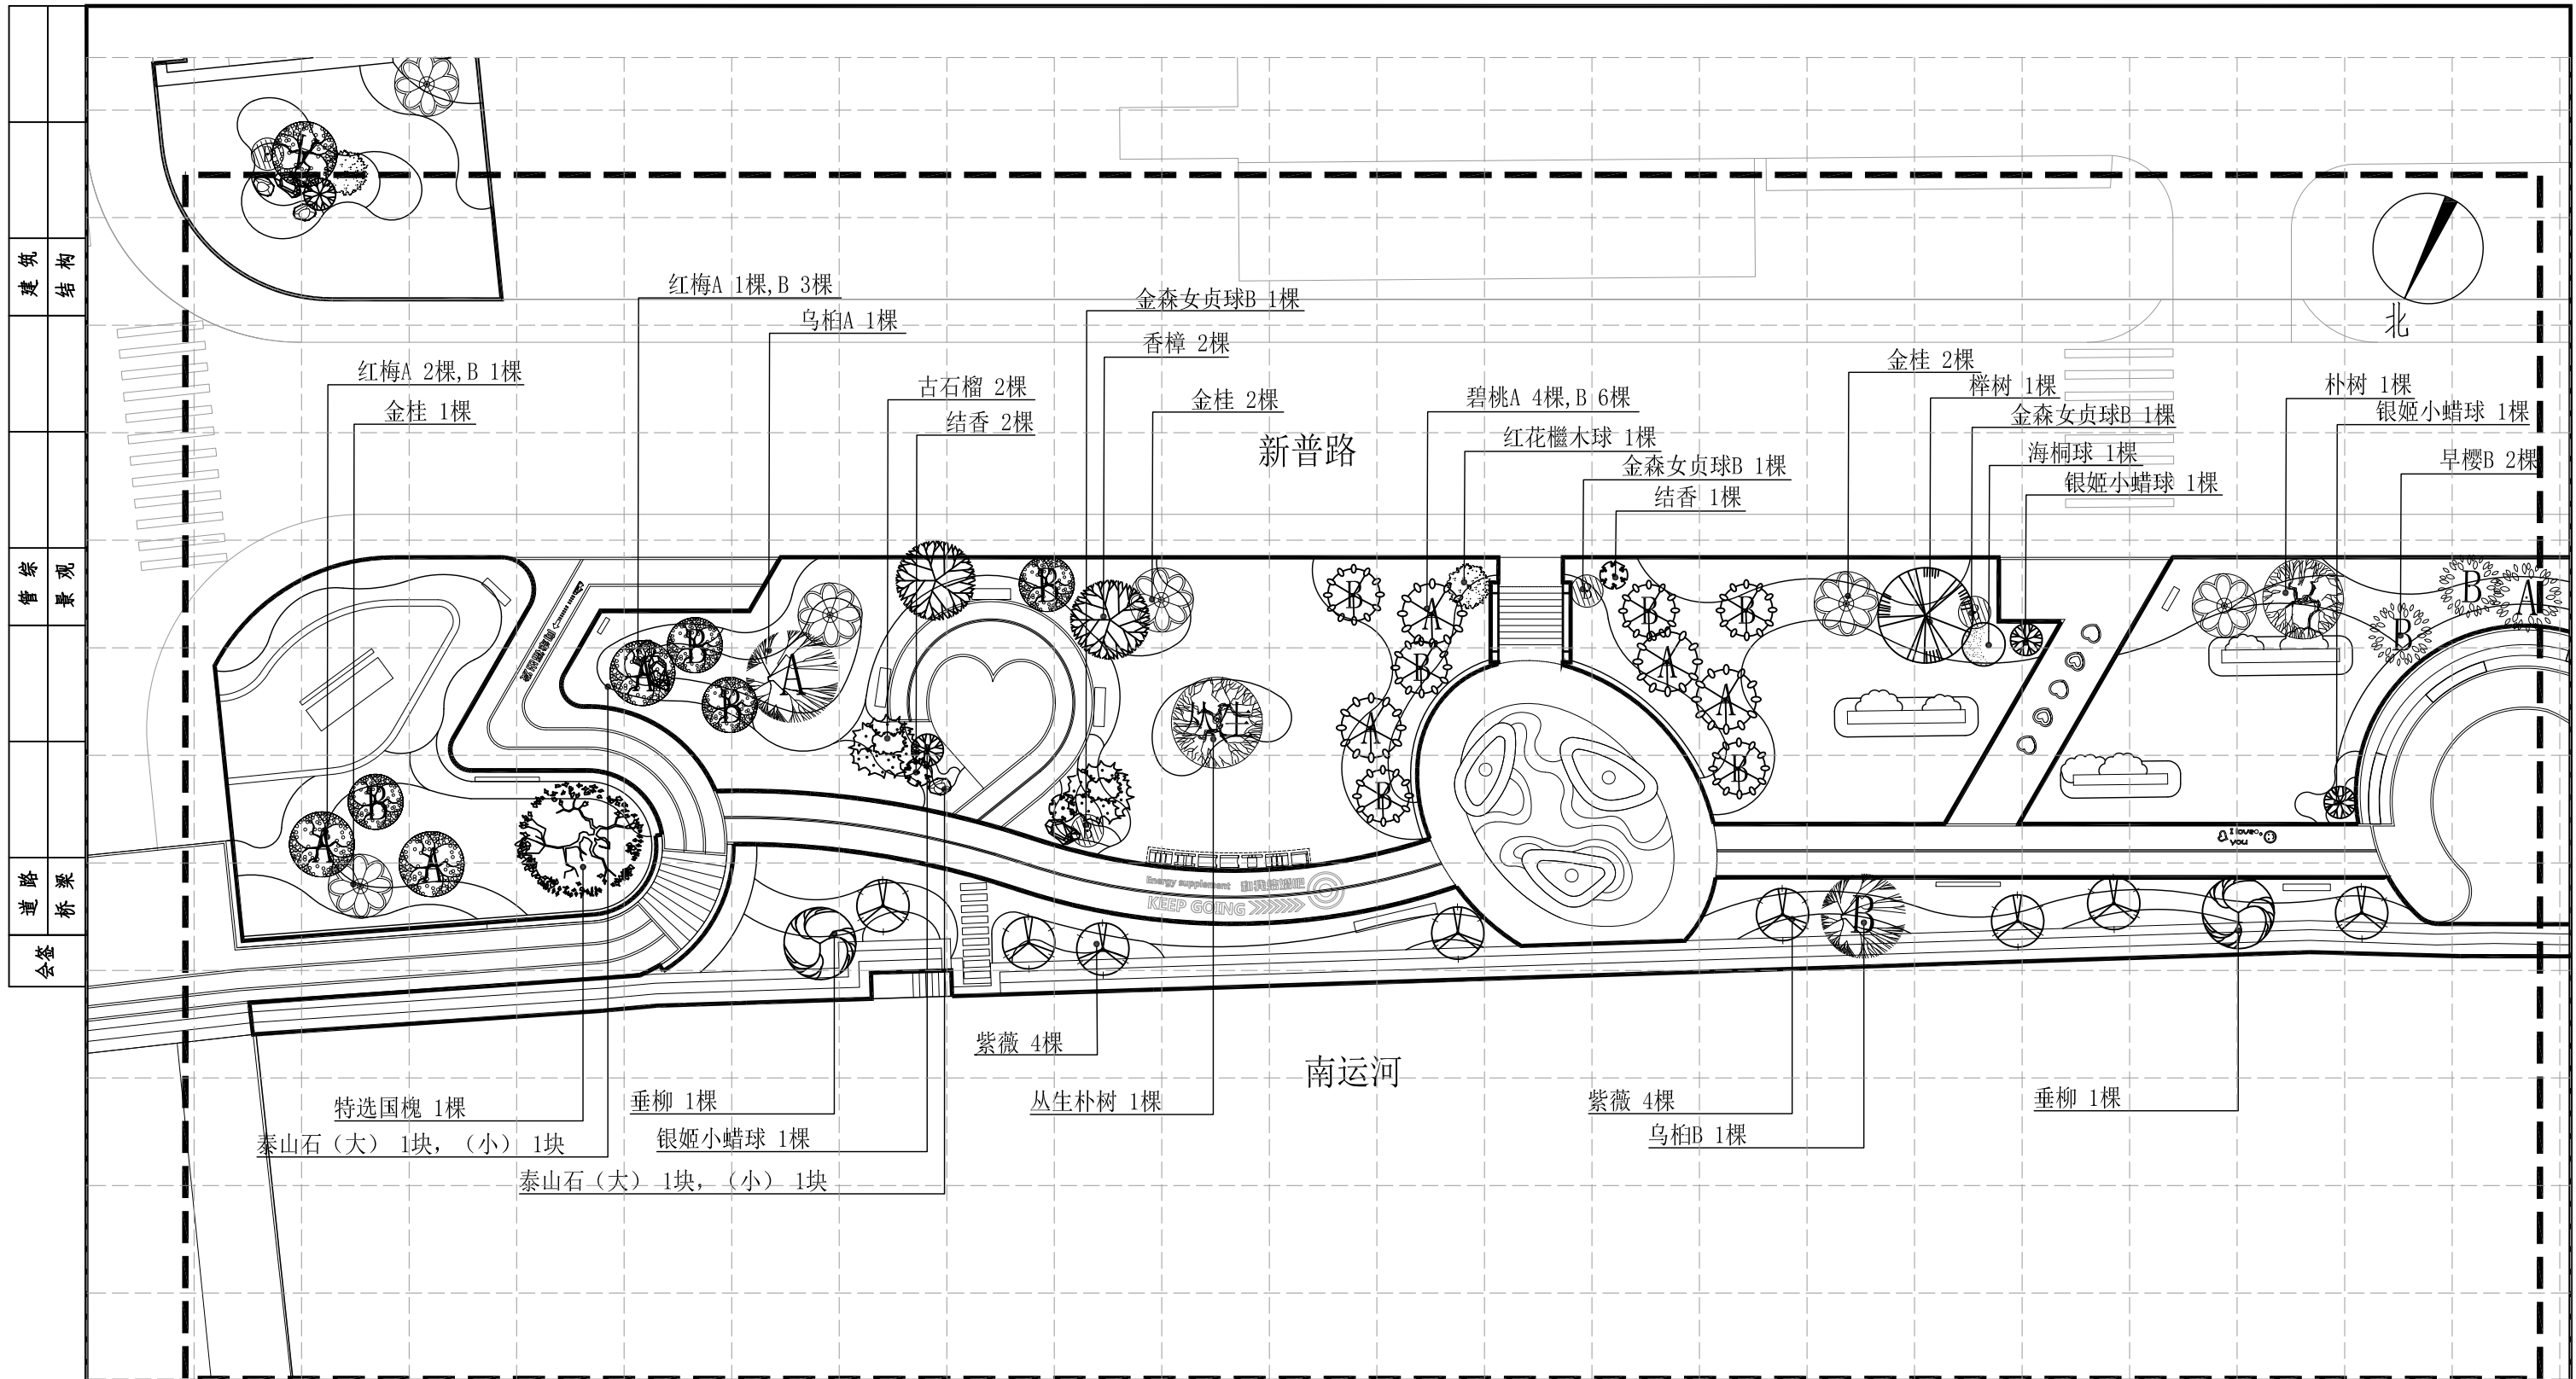 建筑
结构
管综
景观
道路
桥梁
会签
北
红梅A 1棵,B 3棵
金森女贞球B 1棵
乌桕A 1棵
香樟 2棵
红梅A 2棵,B 1棵
金桂 1棵
古石榴 2棵
结香 2棵
金桂 2棵
新普路
碧桃A 4棵,B 6棵
红花檵木球 1棵
金森女贞球B 1棵
结香 1棵
金桂 2棵
榉树 1棵
金森女贞球B 1棵
海桐球 1棵
银姬小蜡球 1棵
朴树 1棵
银姬小蜡球 1棵
早樱B 2棵
B
B
A
B
B
A
B
B
A
B
A
B
A
B
B
A
A
B
B
B
A
丛生
A
B
A
I love
you
Energy supplement
KEEP GOING
B
紫薇 4棵
南运河
特选国槐 1棵
垂柳 1棵
丛生朴树 1棵
紫薇 4棵
垂柳 1棵
泰山石（大） 1块，（小） 1块
银姬小蜡球 1棵
乌桕B 1棵
泰山石（大） 1块，（小） 1块